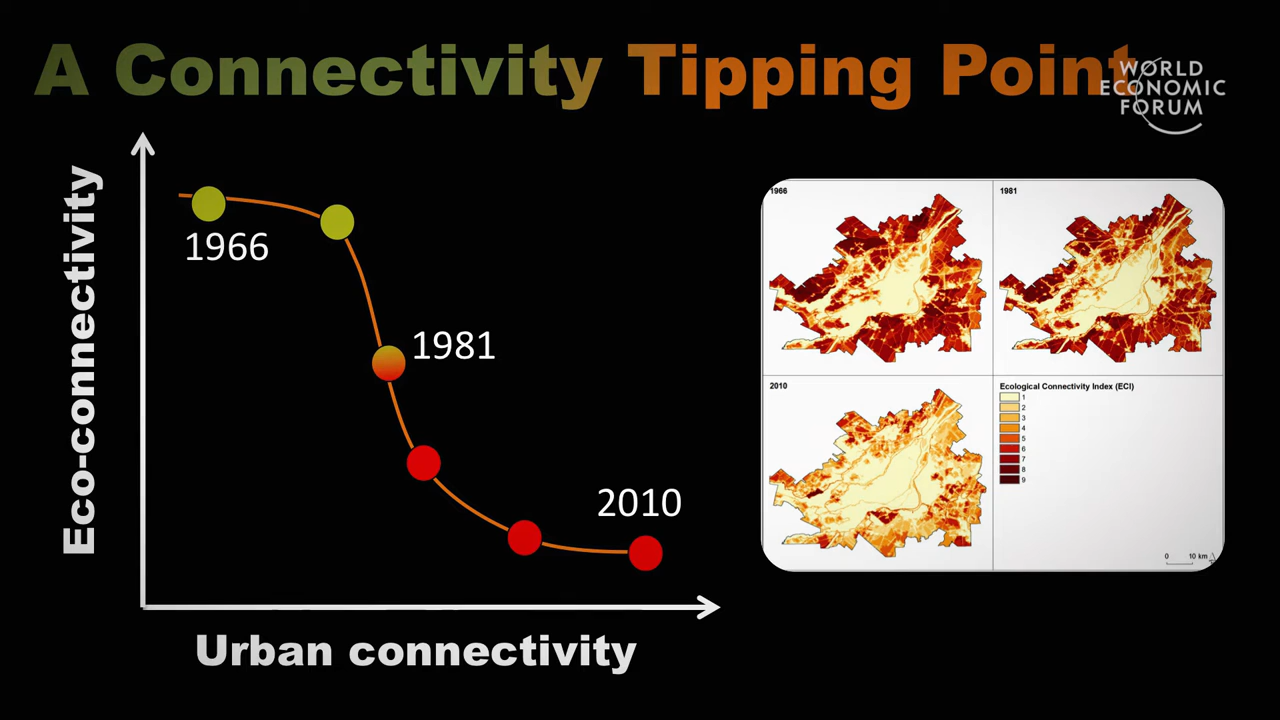 A Connectivity Tipping Point
WORLD
ECONOMIC
FORUM
Eco-connectivity
1966
1981
2010
Urban connectivity
1966
1981
2010
Ecological Connectivity Index (ECI)
1
2
3
4
5
6
7
8
9
0 10 km